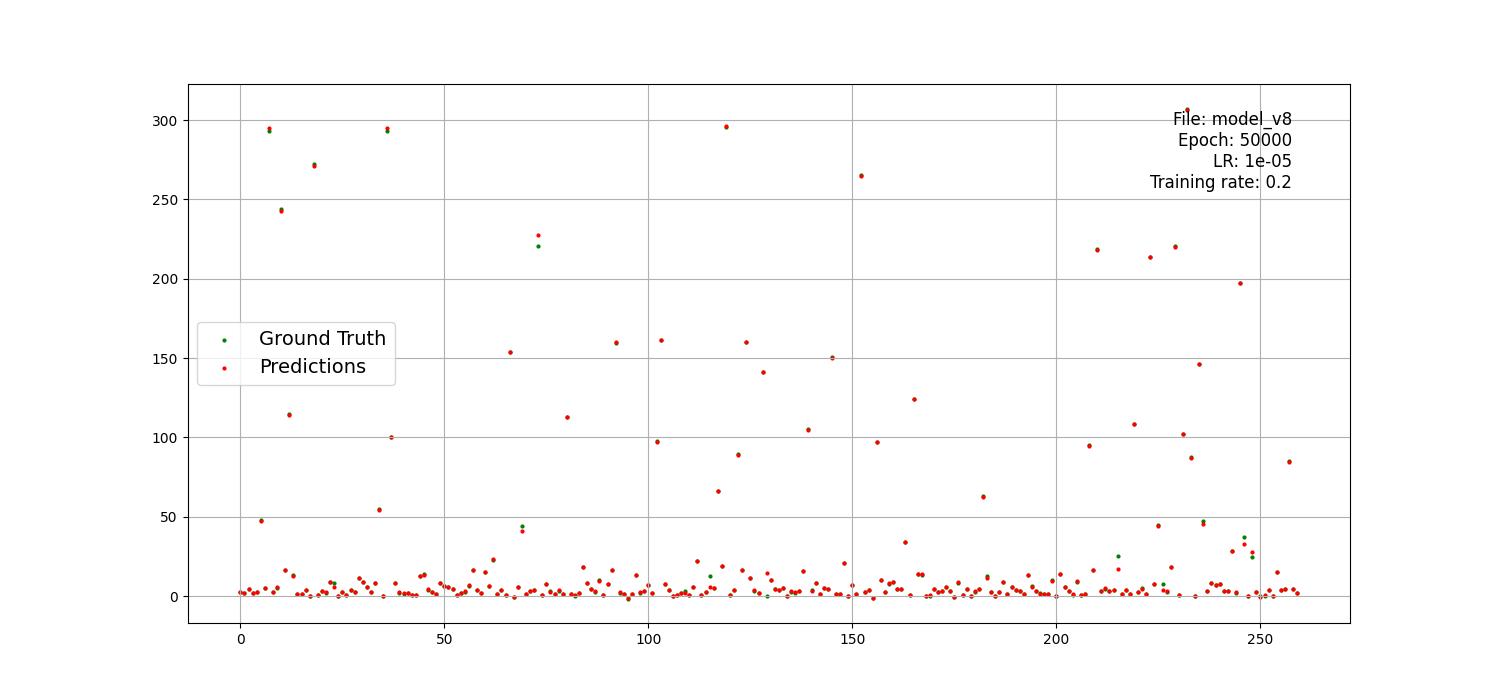 File: model_v8
Epoch: 50000
LR: 1e-05
Training rate: 0.2
Ground Truth
Predictions
300
250
200
150
100
50
0
0 50 100 150 200 250